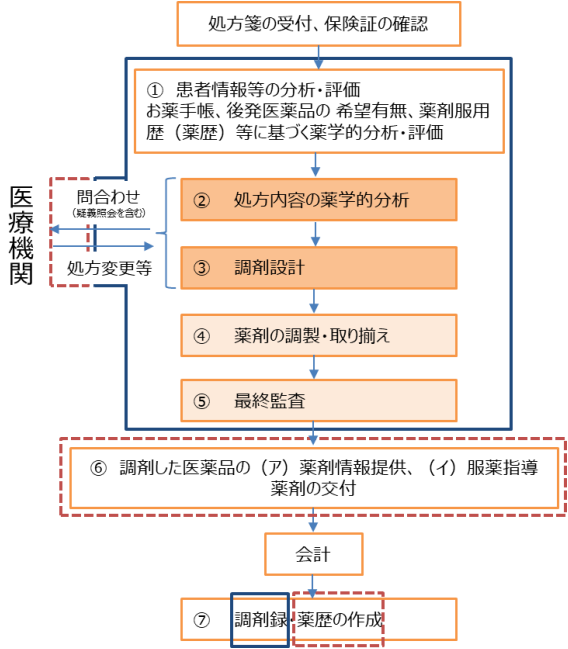 処方箋の受付、保険証の確認
① 患者情報等の分析・評価
お薬手帳、後発医薬品の 希望有無、薬剤服用
歴（薬歴）等に基づく薬学的分析・評価
医療機関
問合わせ
（疑義照会を含む）
処方変更等
② 処方内容の薬学的分析
③ 調剤設計
④ 薬剤の調製・取り揃え
⑤ 最終監査
⑥ 調剤した医薬品の（ア）薬剤情報提供、（イ）服薬指導
薬剤の交付
会計
⑦ 調剤録・薬歴の作成